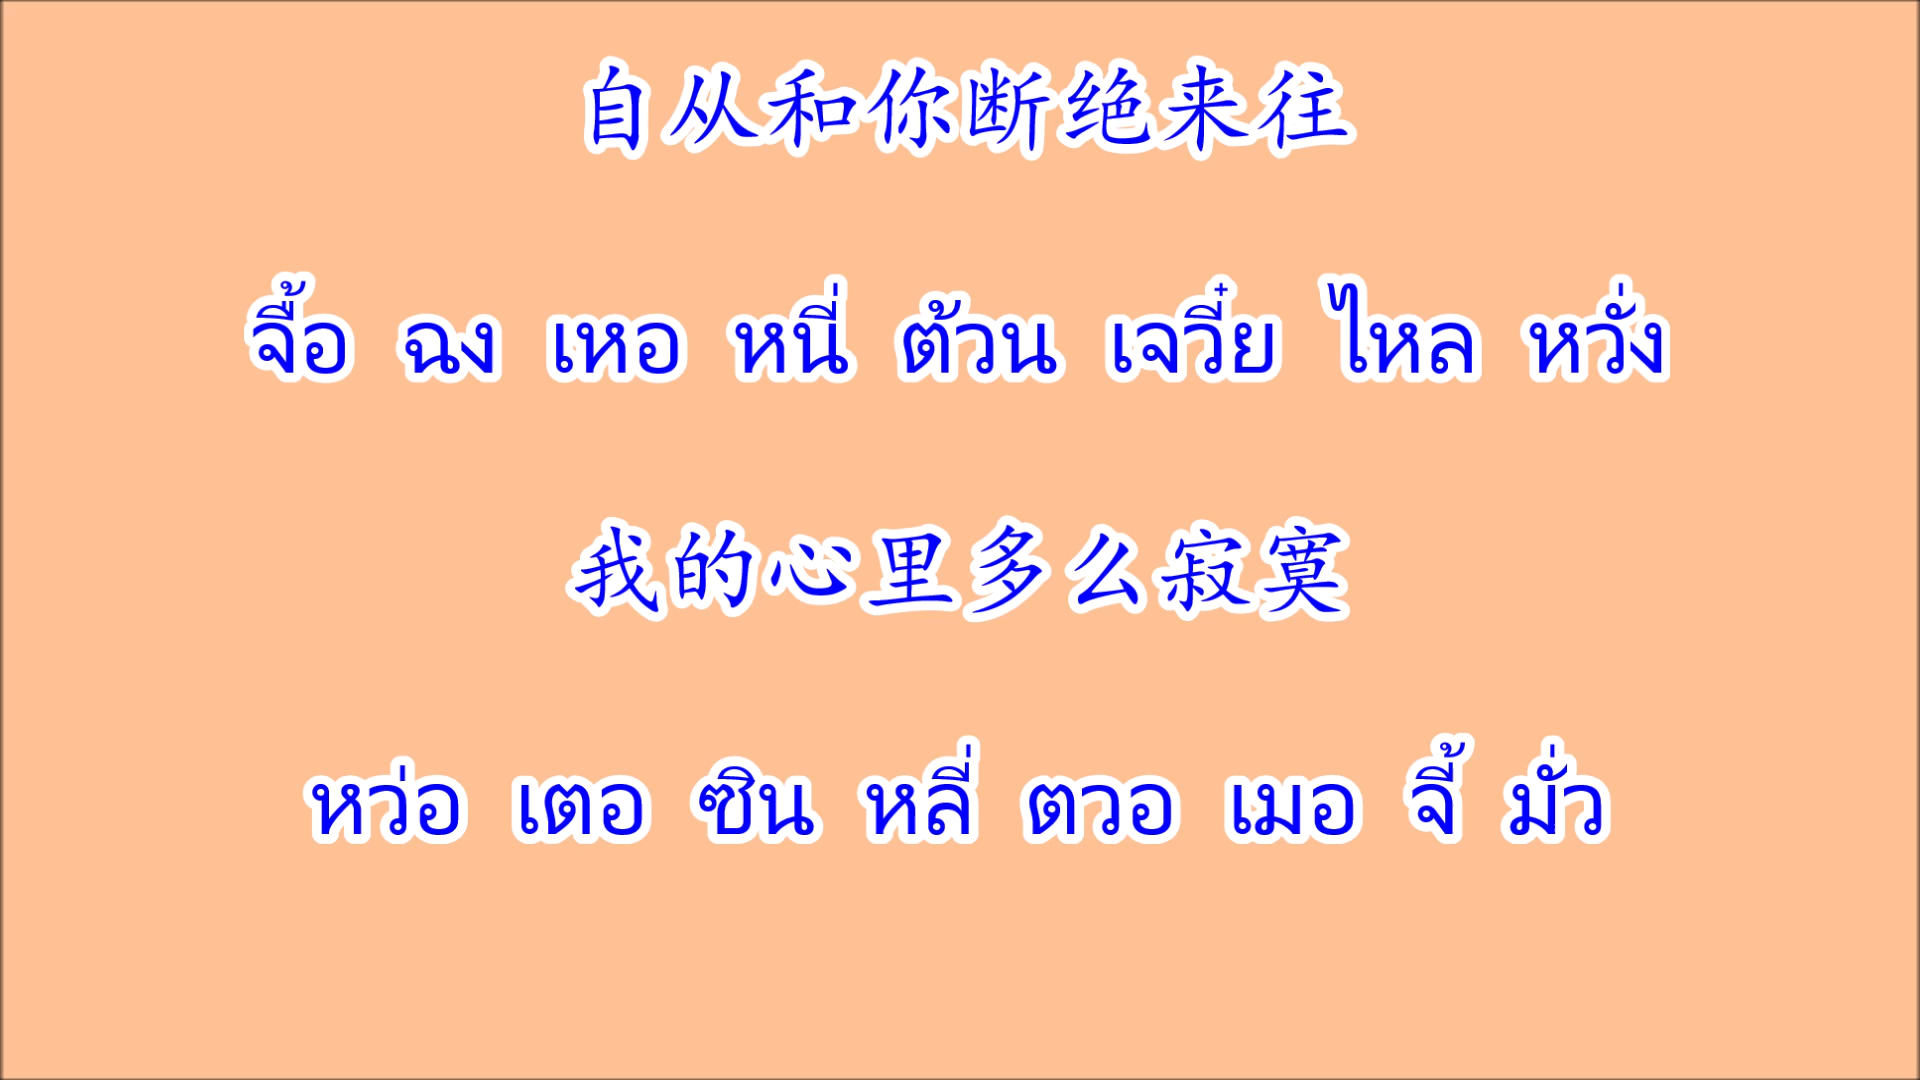 自从和你断绝来往
จื้อ ฉง เหอ หนี่ ต้วน เจวี๋ย ไหล หวั่ง
我的心里多么寂寞
หว่อ เตอ ซิน หลี่ ตวอ เมอ จี้ มั่ว